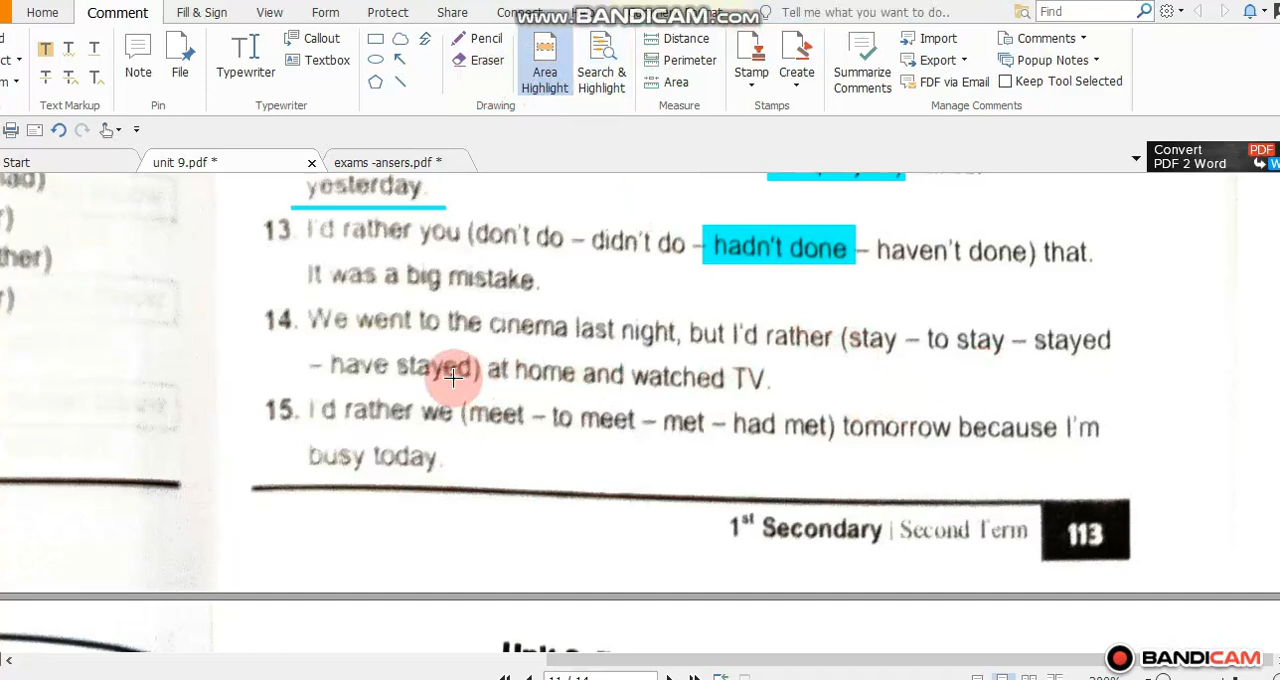 Home Comment Fill & Sign View Form Protect Share Connect Tell me what you want to do.. Find
www.BANDICAM.com
Note File Typewriter Callout Textbox Pencil Eraser Area Highlight Search & Highlight Distance Perimeter Area Stamp Create Summarize Comments Import Export FDF via Email Comments Popup Notes Keep Tool Selected
Text Markup Pin Typewriter Drawing Measure Stamps Manage Comments
Start unit 9.pdf * exams -ansers.pdf * Convert PDF 2 Word PDF
yesterday.
13. I'd rather you (don't do – didn't do – hadn't done – haven't done) that.
It was a big mistake.
14. We went to the cinema last night, but I'd rather (stay – to stay – stayed
– have stayed) at home and watched TV.
15. I'd rather we (meet – to meet – met – had met) tomorrow because I'm
busy today.
1st Secondary | Second Term 113
11 / 14
BANDICAM